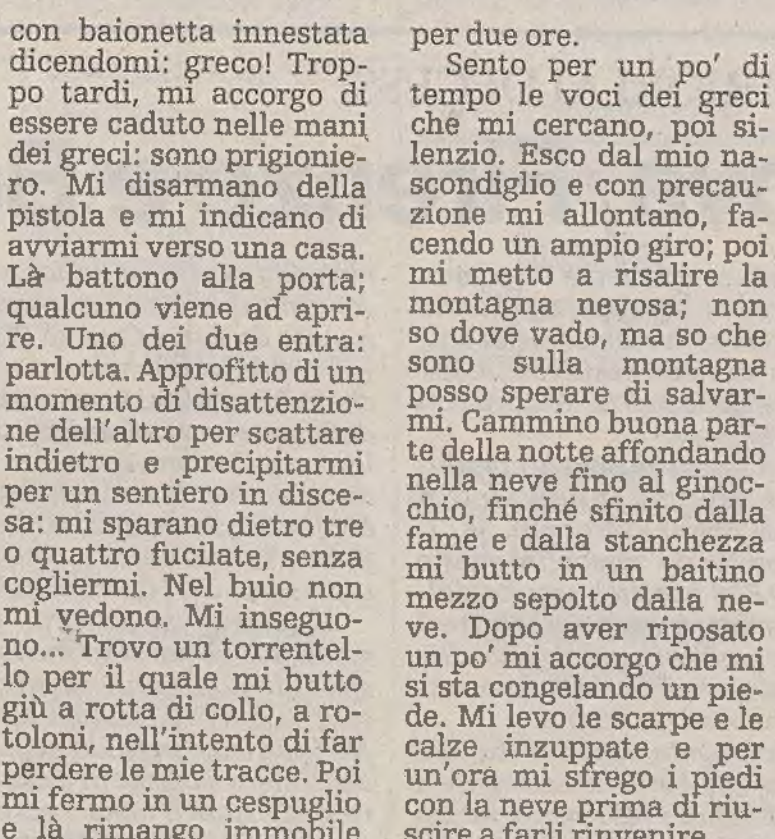 con baionetta innestata
dicendomi: greco! Trop-
po tardi, mi accorgo di
essere caduto nelle mani
dei greci: sono prigionie-
ro. Mi disarmano della
pistola e mi indicano di
avviarmi verso una casa.
Là battono alla porta;
qualcuno viene ad apri-
re. Uno dei due entra:
parlotta. Approfitto di un
momento di disattenzio-
ne dell'altro per scattare
indietro e precipitarmi
per un sentiero in disce-
sa: mi sparano dietro tre
o quattro fucilate, senza
cogliermi. Nel buio non
mi vedono. Mi inseguo-
no... Trovo un torrentel-
lo per il quale mi butto
giù a rotta di collo, a ro-
toloni, nell'intento di far
perdere le mie tracce. Poi
mi fermo in un cespuglio
e là rimango immobile
per due ore.
Sento per un po' di
tempo le voci dei greci
che mi cercano, poi si-
lenzio. Esco dal mio na-
scondiglio e con precau-
zione mi allontano, fa-
cendo un ampio giro; poi
mi metto a risalire la
montagna nevosa; non
so dove vado, ma so che
sono sulla montagna
posso sperare di salvar-
mi. Cammino buona par-
te della notte affondando
nella neve fino al ginoc-
chio, finché sfinito dalla
fame e dalla stanchezza
mi butto in un baitino
mezzo sepolto dalla ne-
ve. Dopo aver riposato
un po' mi accorgo che mi
si sta congelando un pie-
de. Mi levo le scarpe e le
calze inzuppate e per
un'ora mi sfrego i piedi
con la neve prima di riu-
scire a farli rinvenire